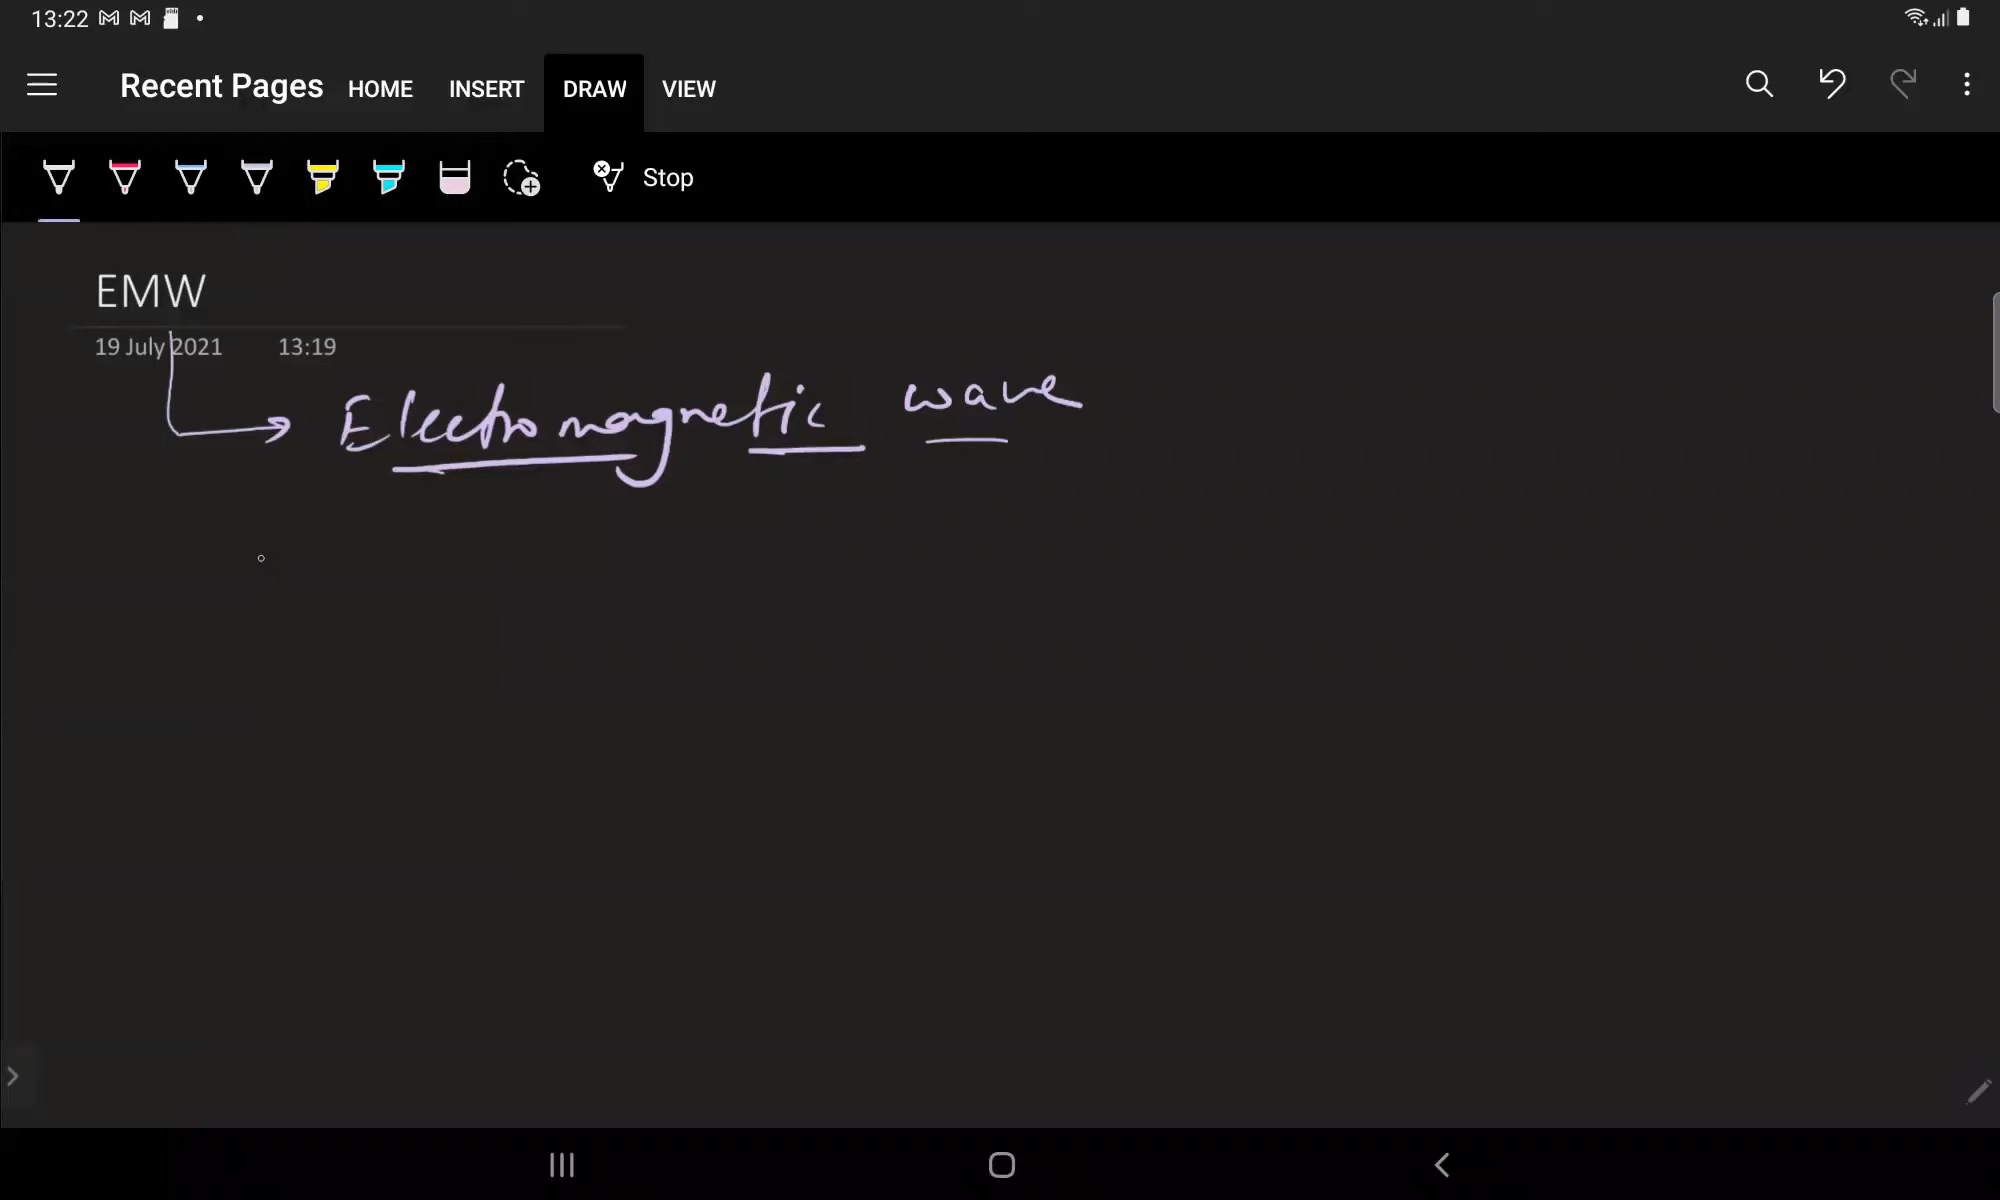 13:22
Recent Pages HOME INSERT DRAW VIEW
Stop
EMW
19 July 2021 13:19
Electromagnetic wave